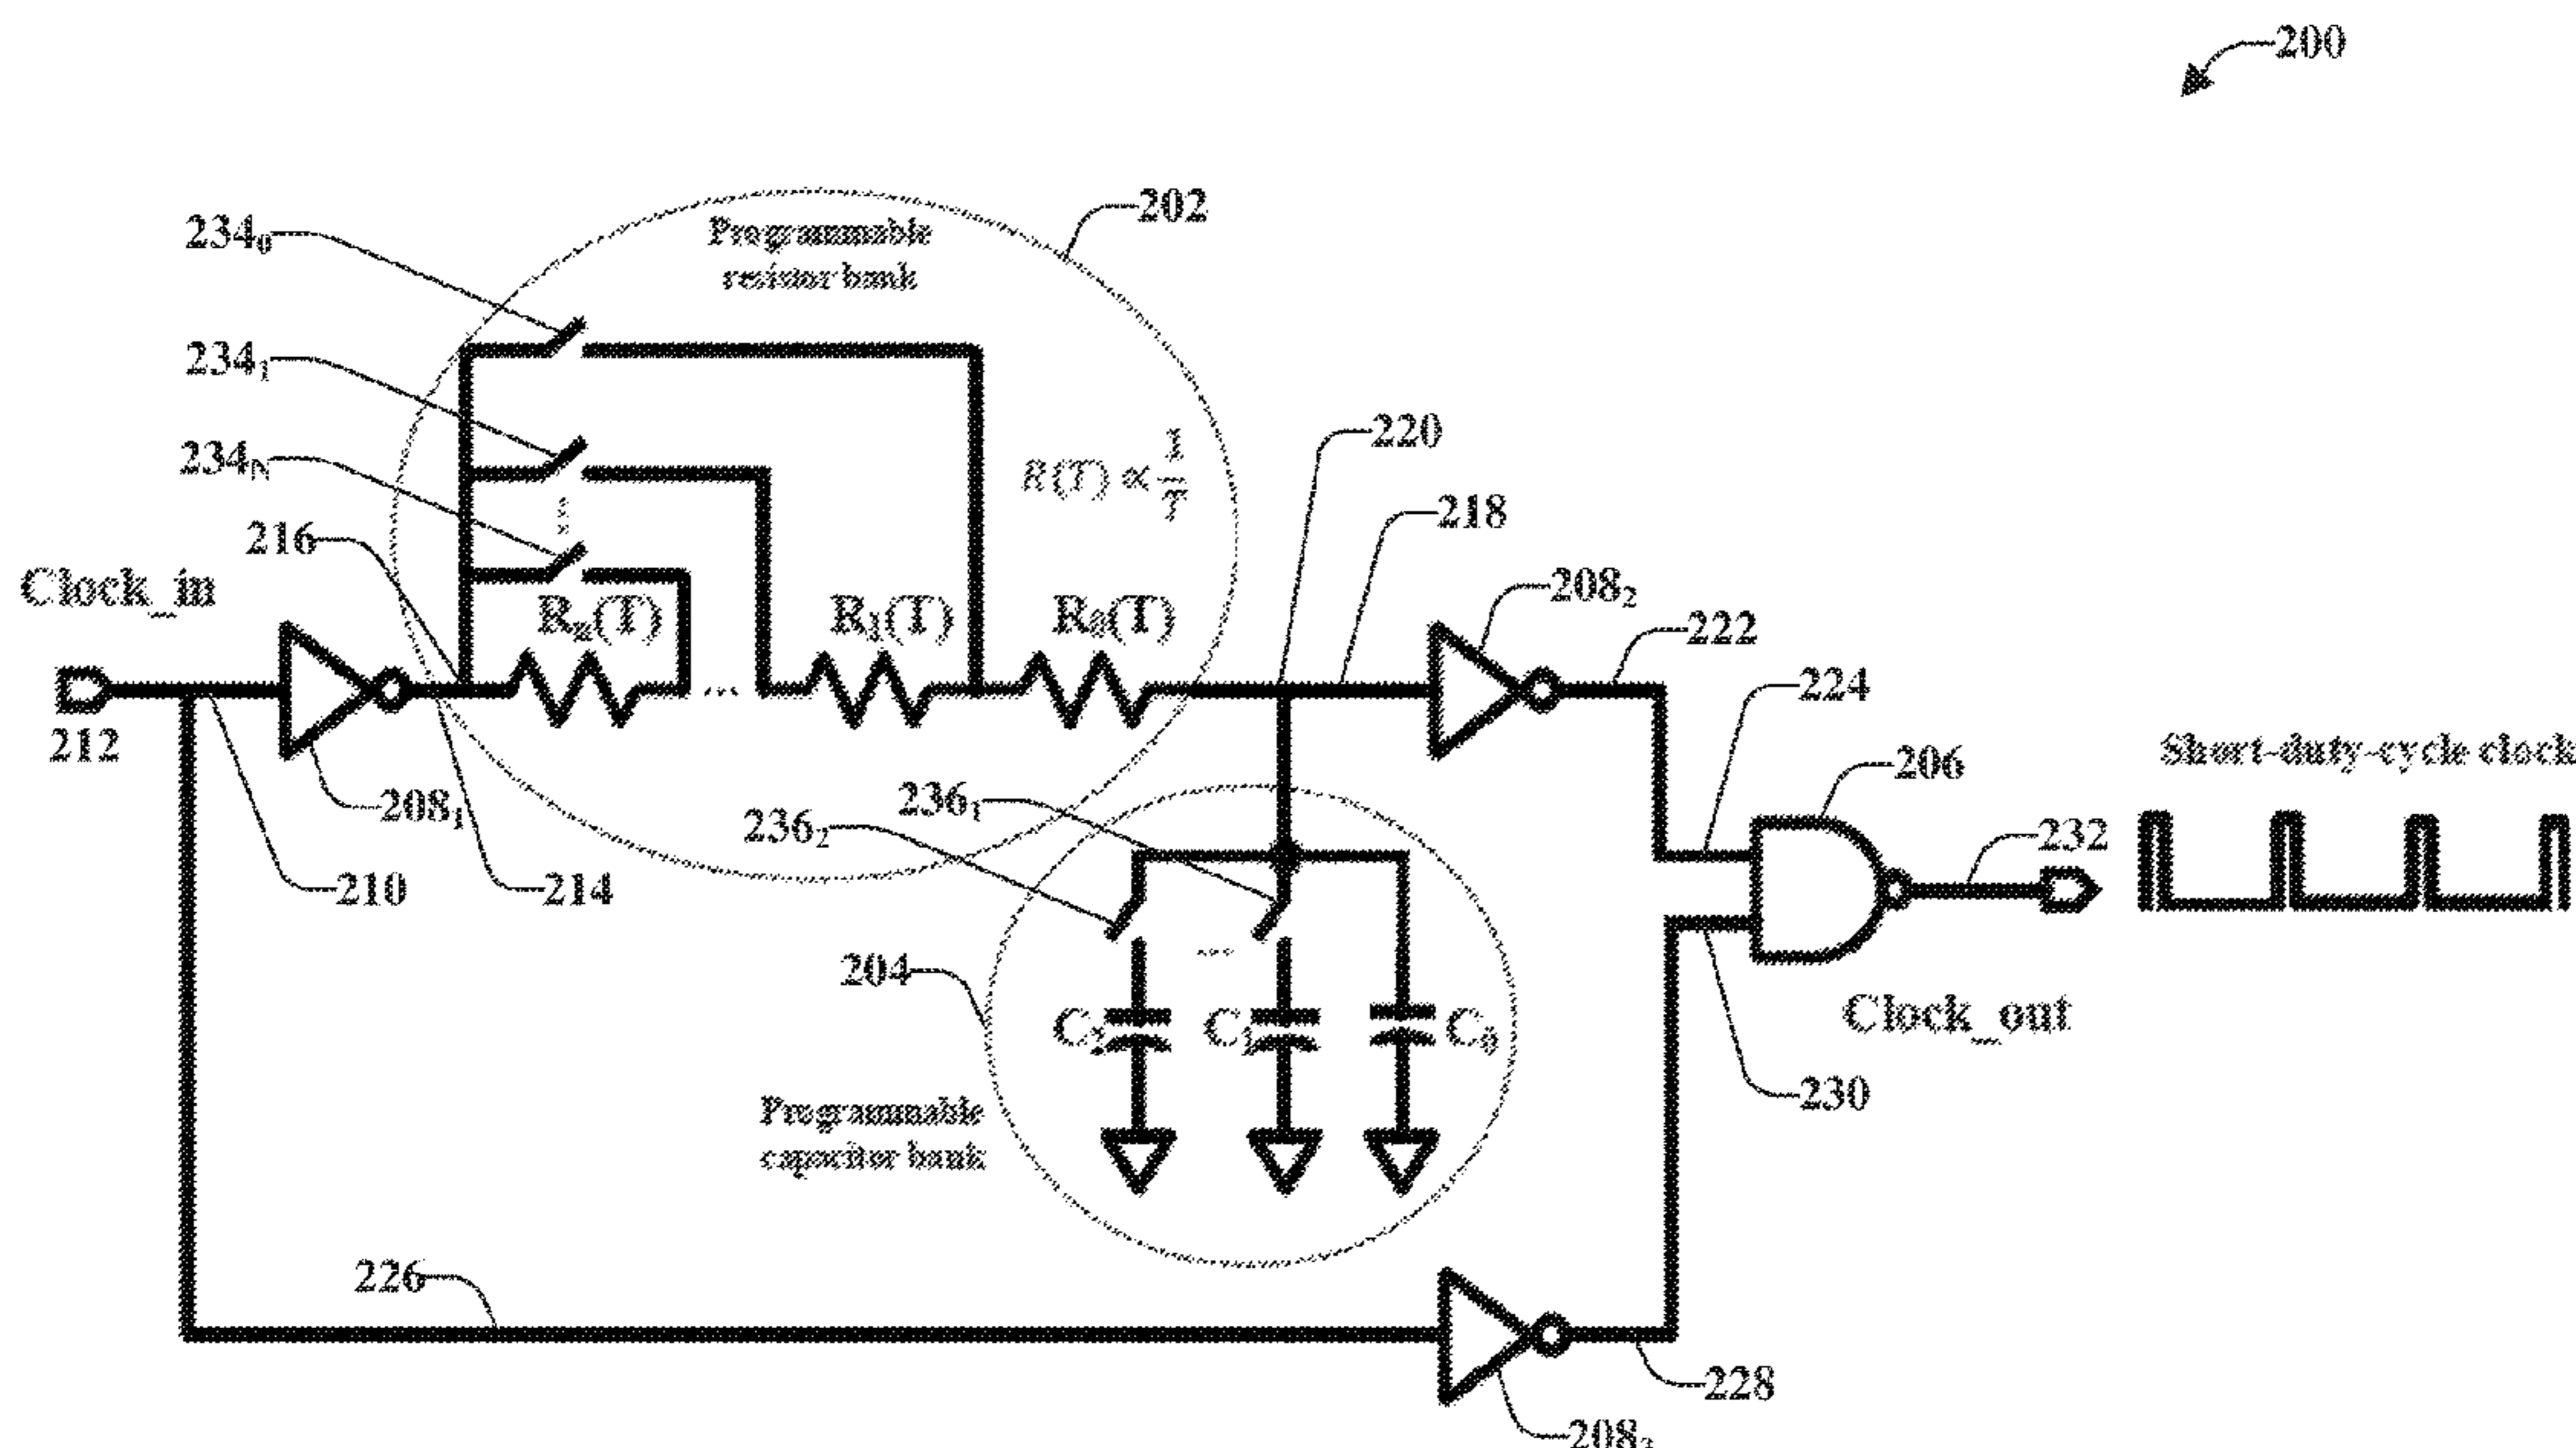 200
202
Programmable
resistor bank
234₀
234₁
234_N
R(T) ∝ 1/T
220
218
216
Clock_in
Rₙ(T)
...
R₁(T)
R₀(T)
208₂
222
224
212
208₁
210
214
206
Short-duty-cycle clock
232
236₁
236₂
204
...
C₂
C₁
C₀
Clock_out
230
Programmable
capacitor bank
226
228
208₃